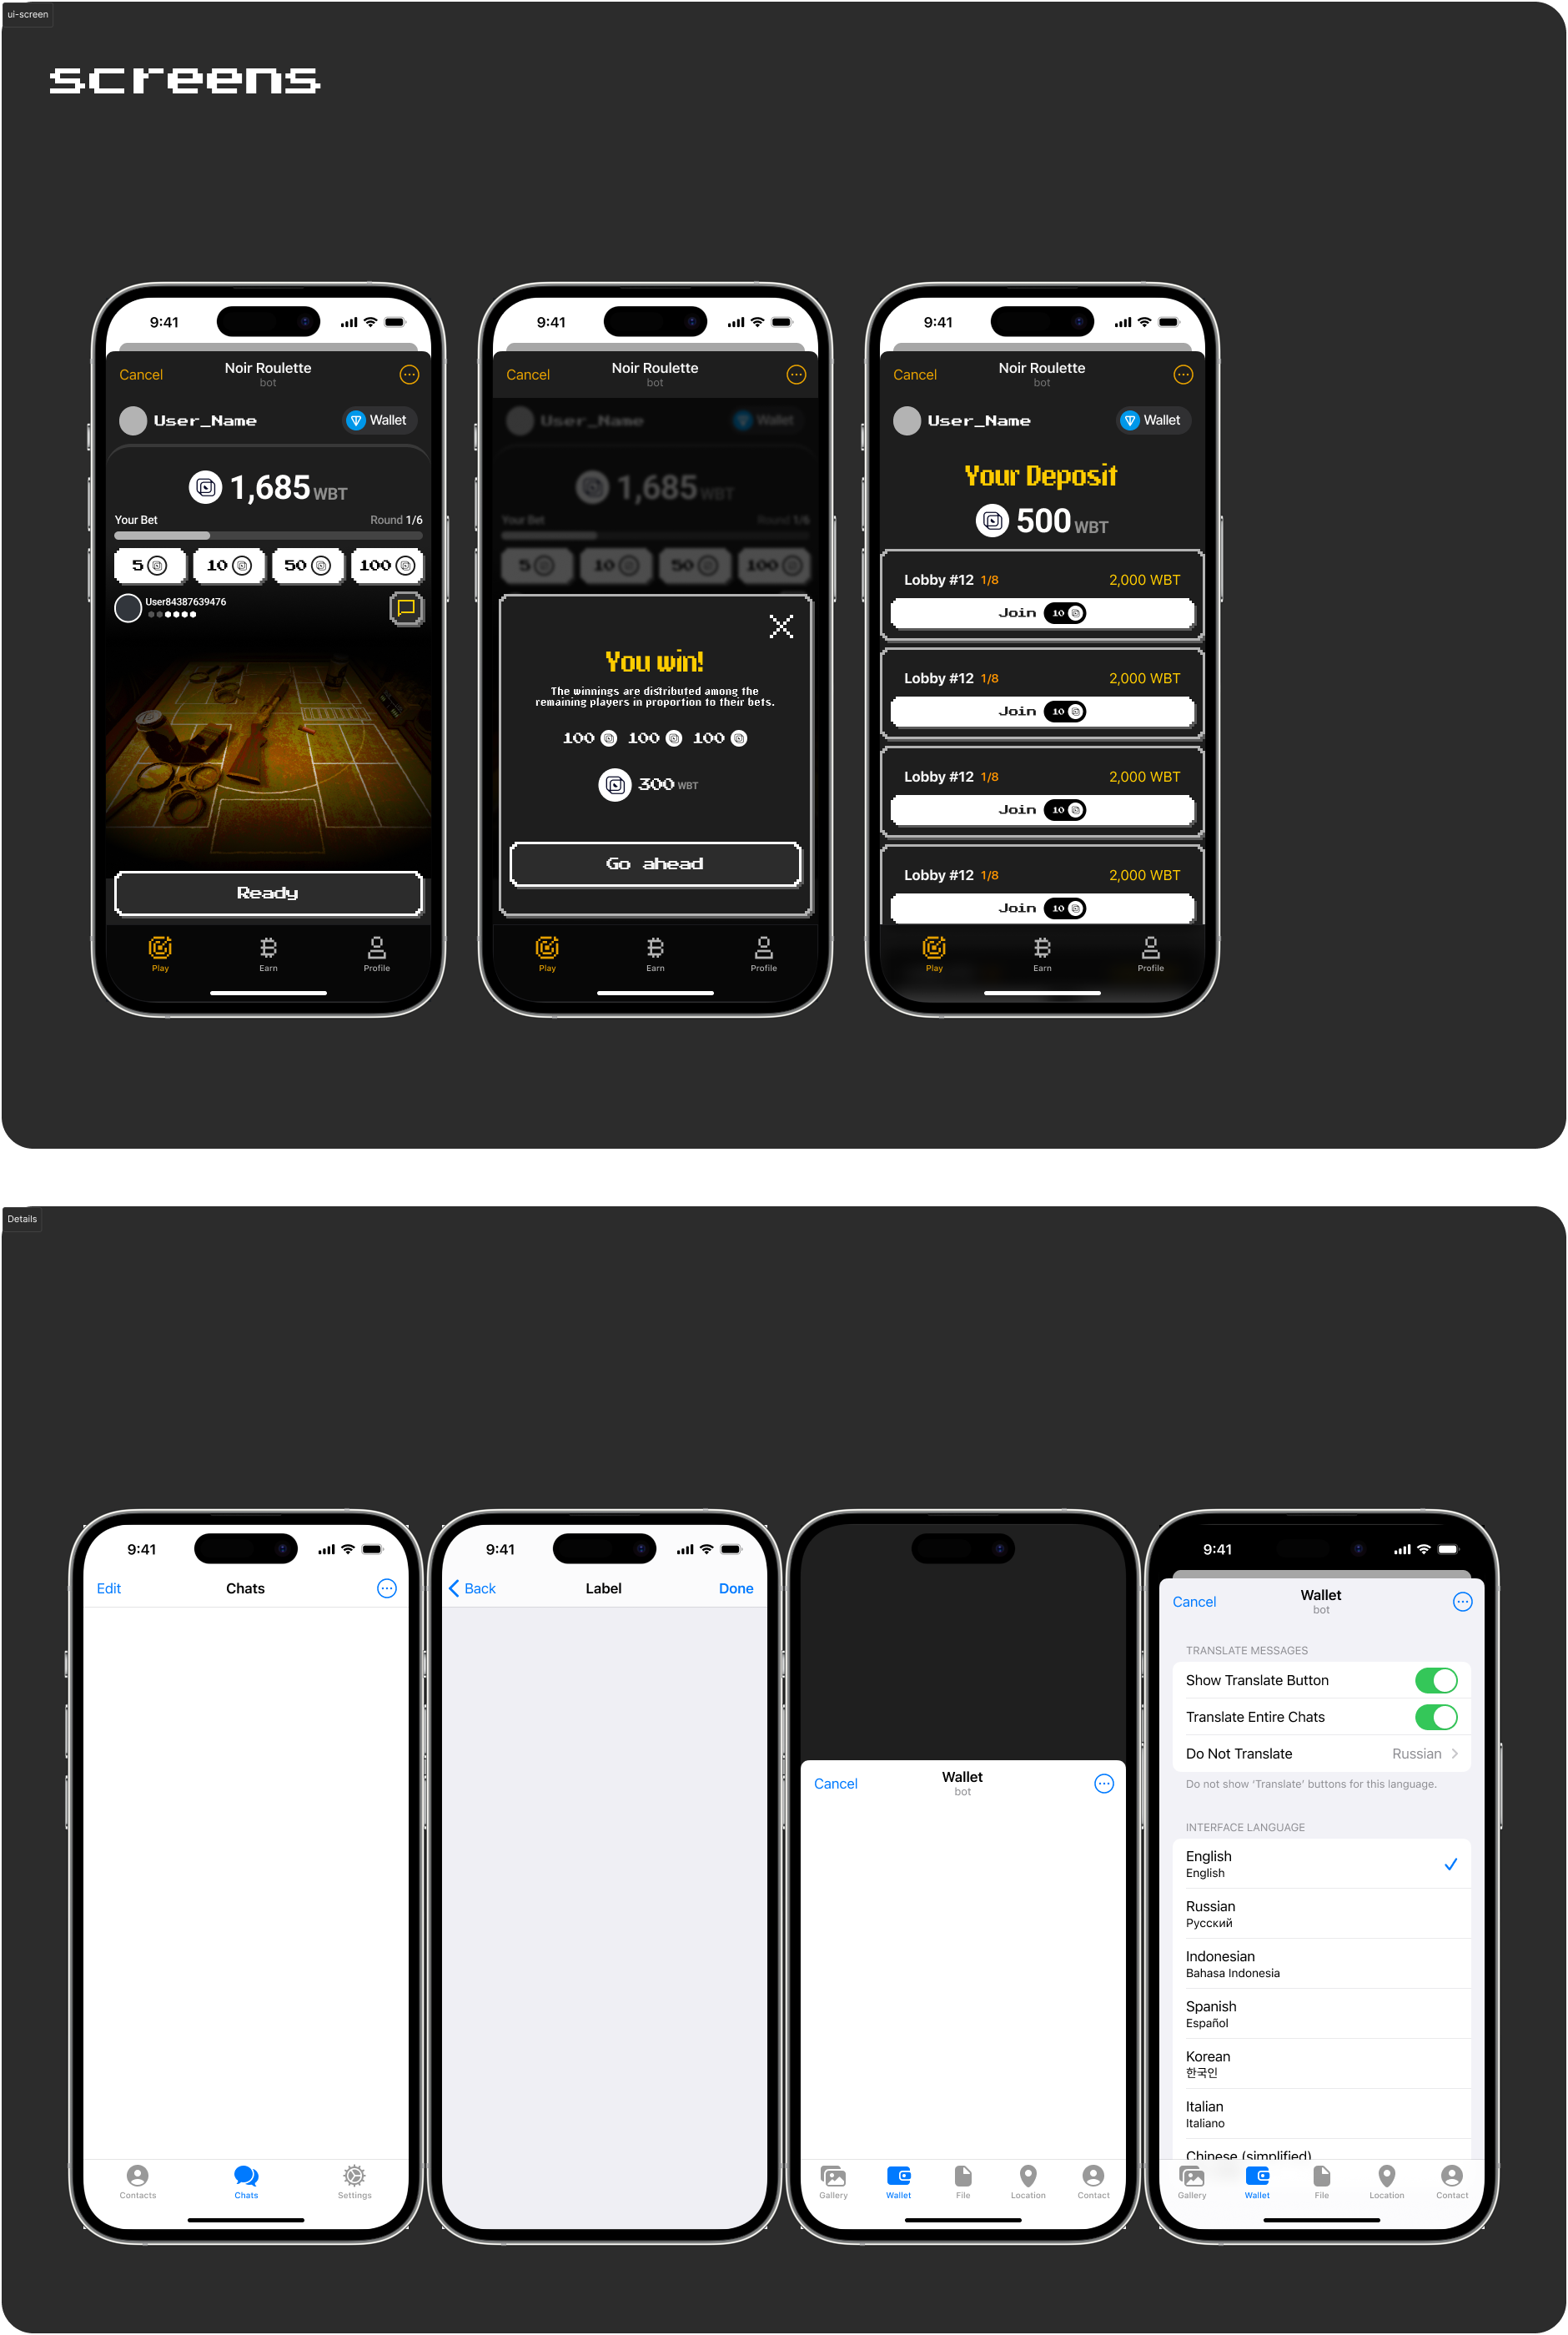 ui-screen
screens
9:41
Cancel
Noir Roulette
bot
User_Name
Wallet
1,685 WBT
Your Bet
Round 1/6
5
10
50
100
User84387639476
Ready
Play
Earn
Profile
9:41
Cancel
Noir Roulette
bot
User_Name
Wallet
1,685 WBT
Your Bet
Round 1/6
5
10
50
100
You win!
The winnings are distributed among the
remaining players in proportion to their bets.
100
100
100
300 WBT
Go ahead
Play
Earn
Profile
9:41
Cancel
Noir Roulette
bot
User_Name
Wallet
Your Deposit
500 WBT
Lobby #12 1/8 2,000 WBT
Join 10
Lobby #12 1/8 2,000 WBT
Join 10
Lobby #12 1/8 2,000 WBT
Join 10
Lobby #12 1/8 2,000 WBT
Join 10
Play
Earn
Profile
Details
9:41
Edit
Chats
Contacts
Chats
Settings
9:41
Back
Label
Done
Cancel
Wallet
bot
Gallery
Wallet
File
Location
Contact
9:41
Cancel
Wallet
bot
TRANSLATE MESSAGES
Show Translate Button
Translate Entire Chats
Do Not Translate
Russian
Do not show ‘Translate’ buttons for this language.
INTERFACE LANGUAGE
English
English
Russian
Русский
Indonesian
Bahasa Indonesia
Spanish
Español
Korean
한국인
Italian
Italiano
Chinese (simplified)
Gallery
Wallet
File
Location
Contact